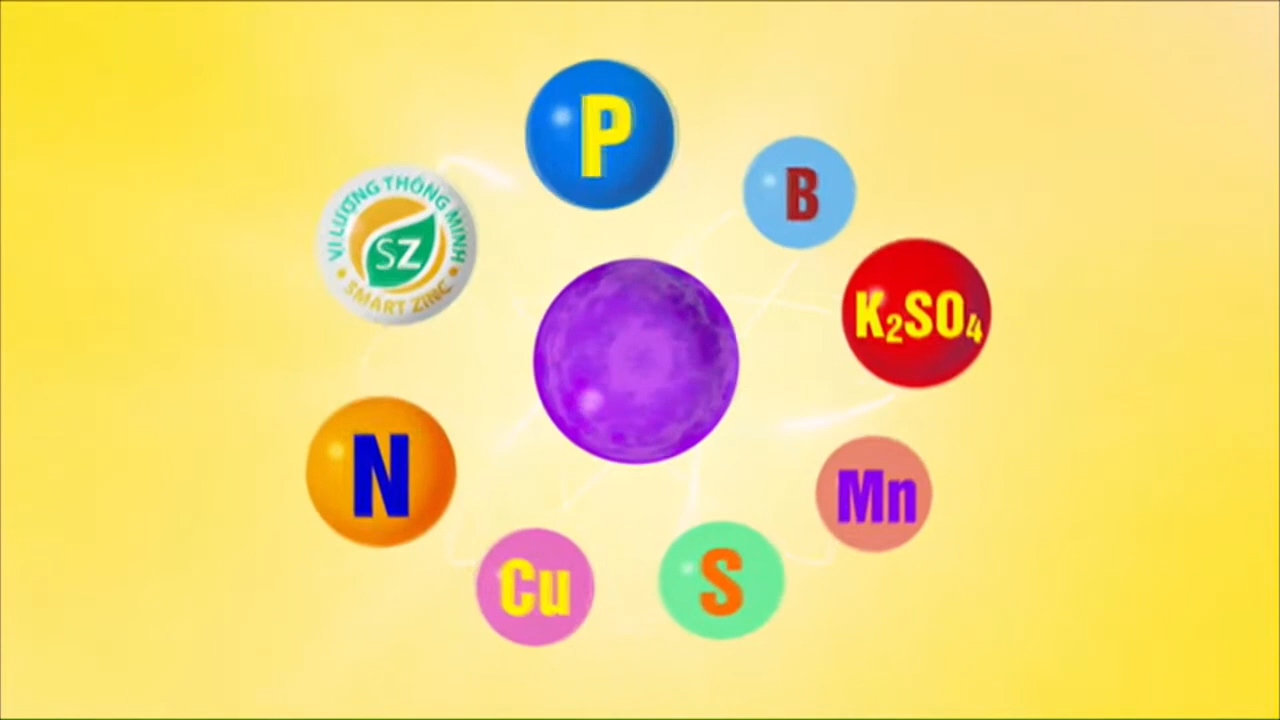 P
B
VI LƯỢNG THÔNG MINH
SZ
SMART ZINC
K₂SO₄
N
Mn
Cu
S